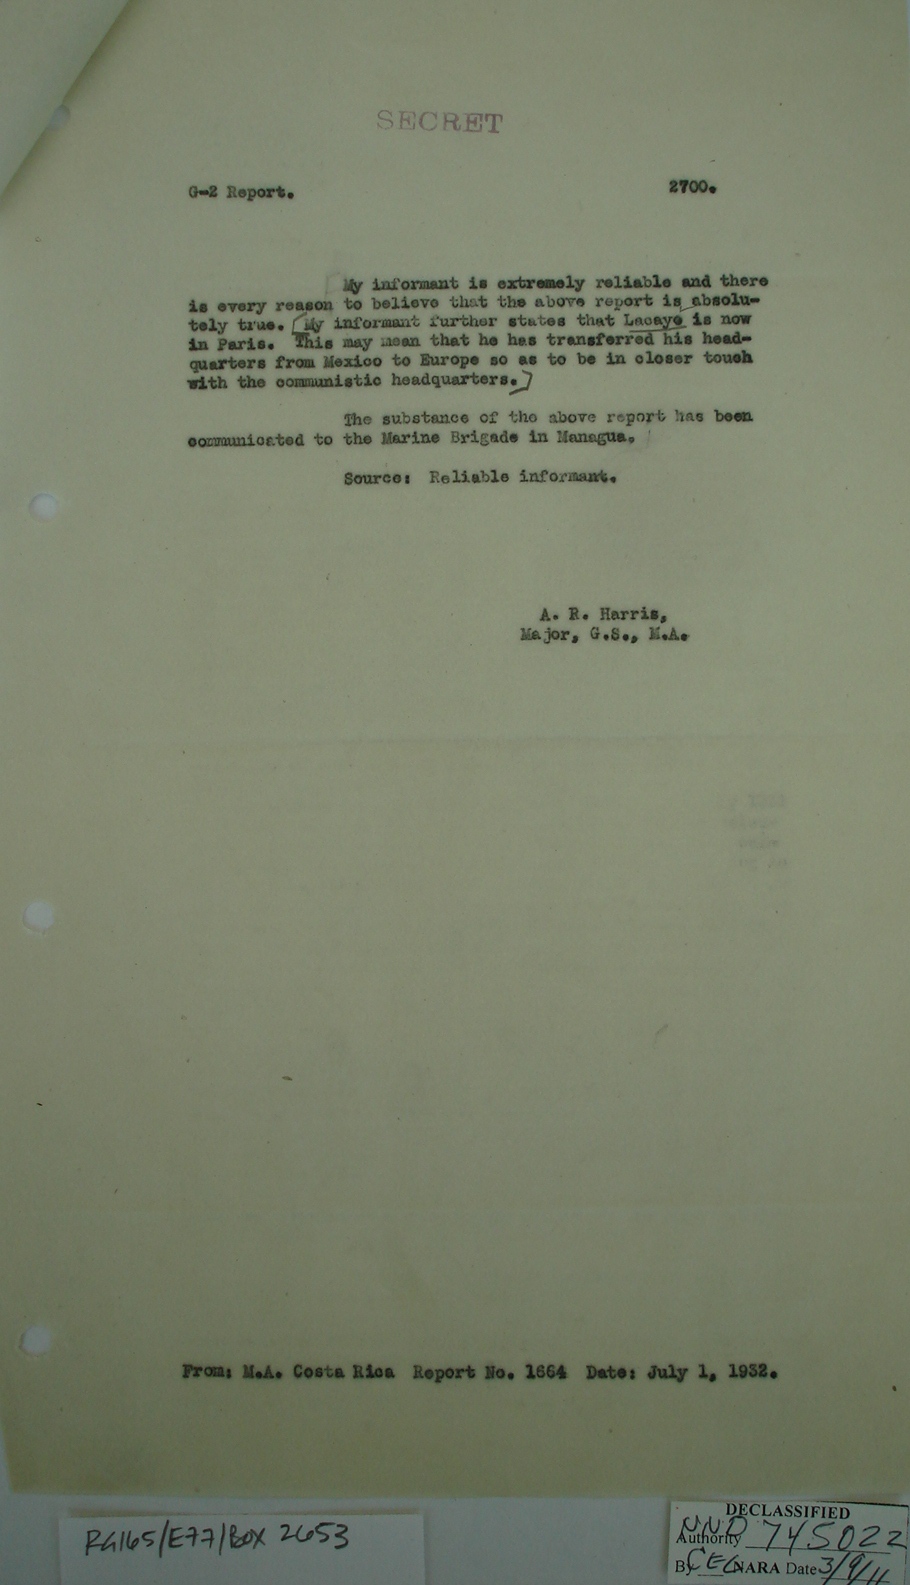 SECRET
G-2 Report. 2700.
My informant is extremely reliable and there
is every reason to believe that the above report is absolu-
tely true. [My informant further states that Lacayo is now
in Paris. This may mean that he has transferred his head-
quarters from Mexico to Europe so as to be in closer touch
with the communistic headquarters.]
The substance of the above report has been
communicated to the Marine Brigade in Managua.
Source: Reliable informant.
A. R. Harris,
Major, G.S., M.A.
From: M.A. Costa Rica Report No. 1664 Date: July 1, 1932.
RG165/E77/Box 2653
DECLASSIFIED
Authority NND 745022
By CEC NARA Date 3/9/11